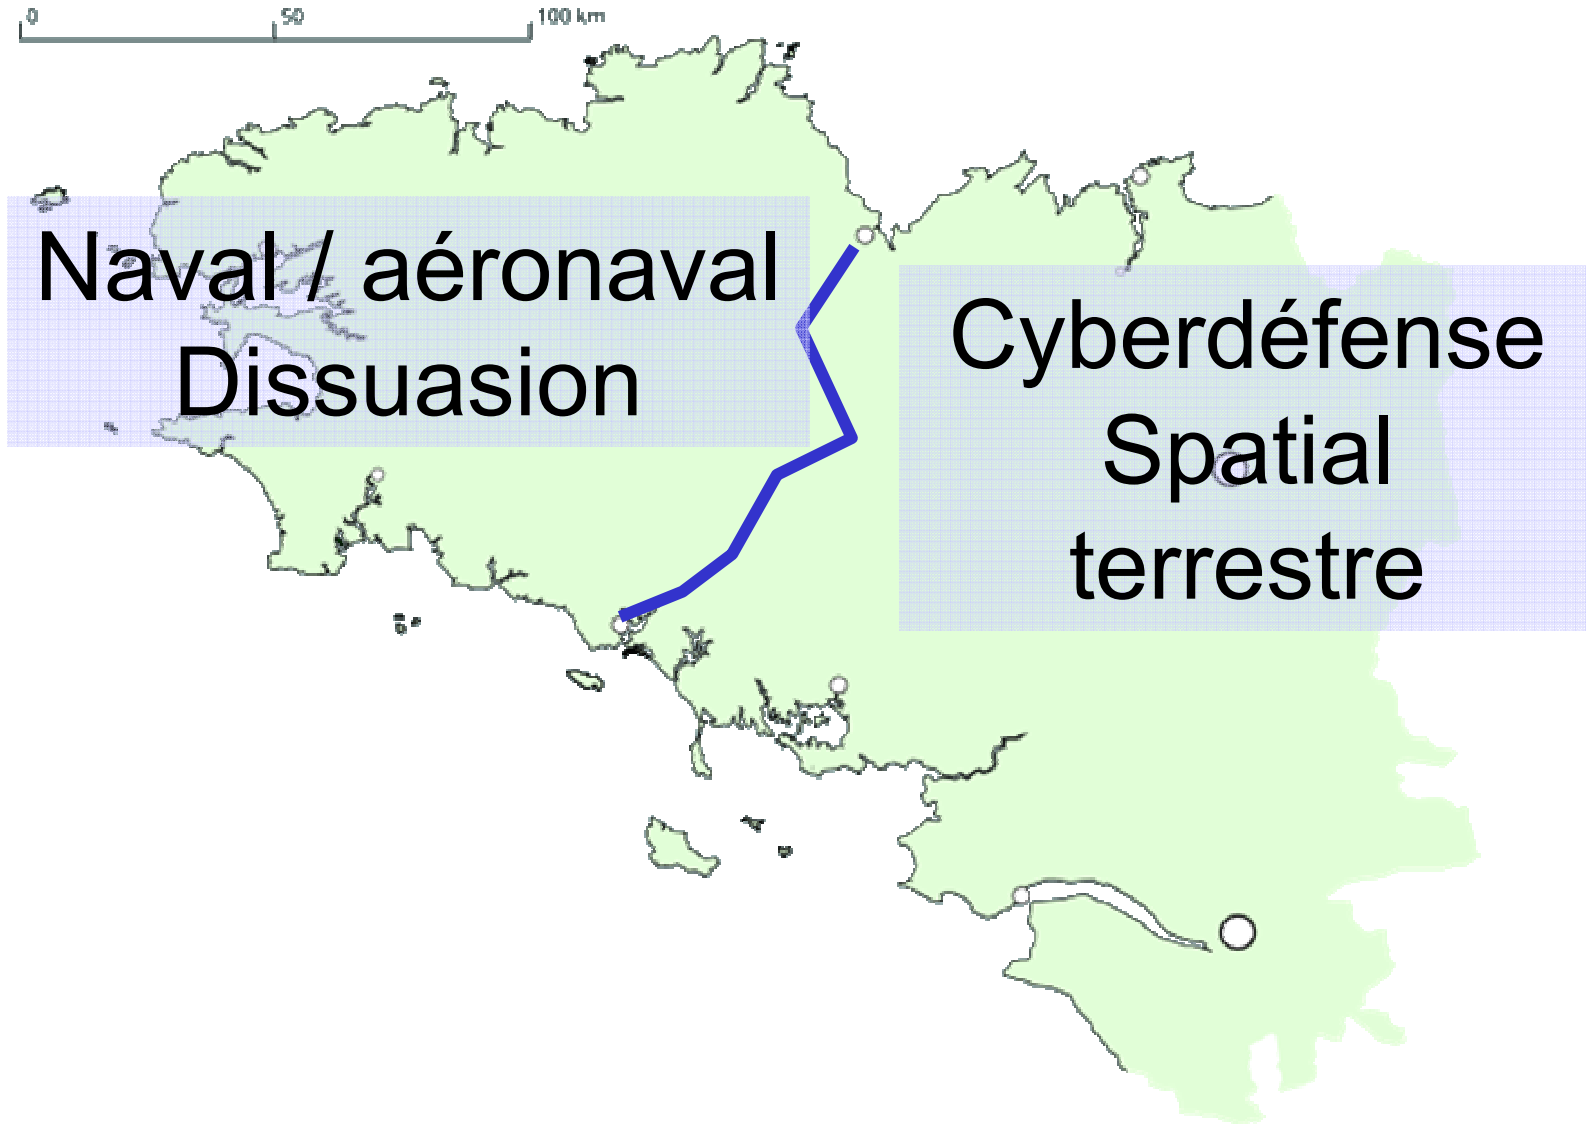 0 50 100 km
Naval / aéronaval
Dissuasion
Cyberdéfense
Spatial
terrestre